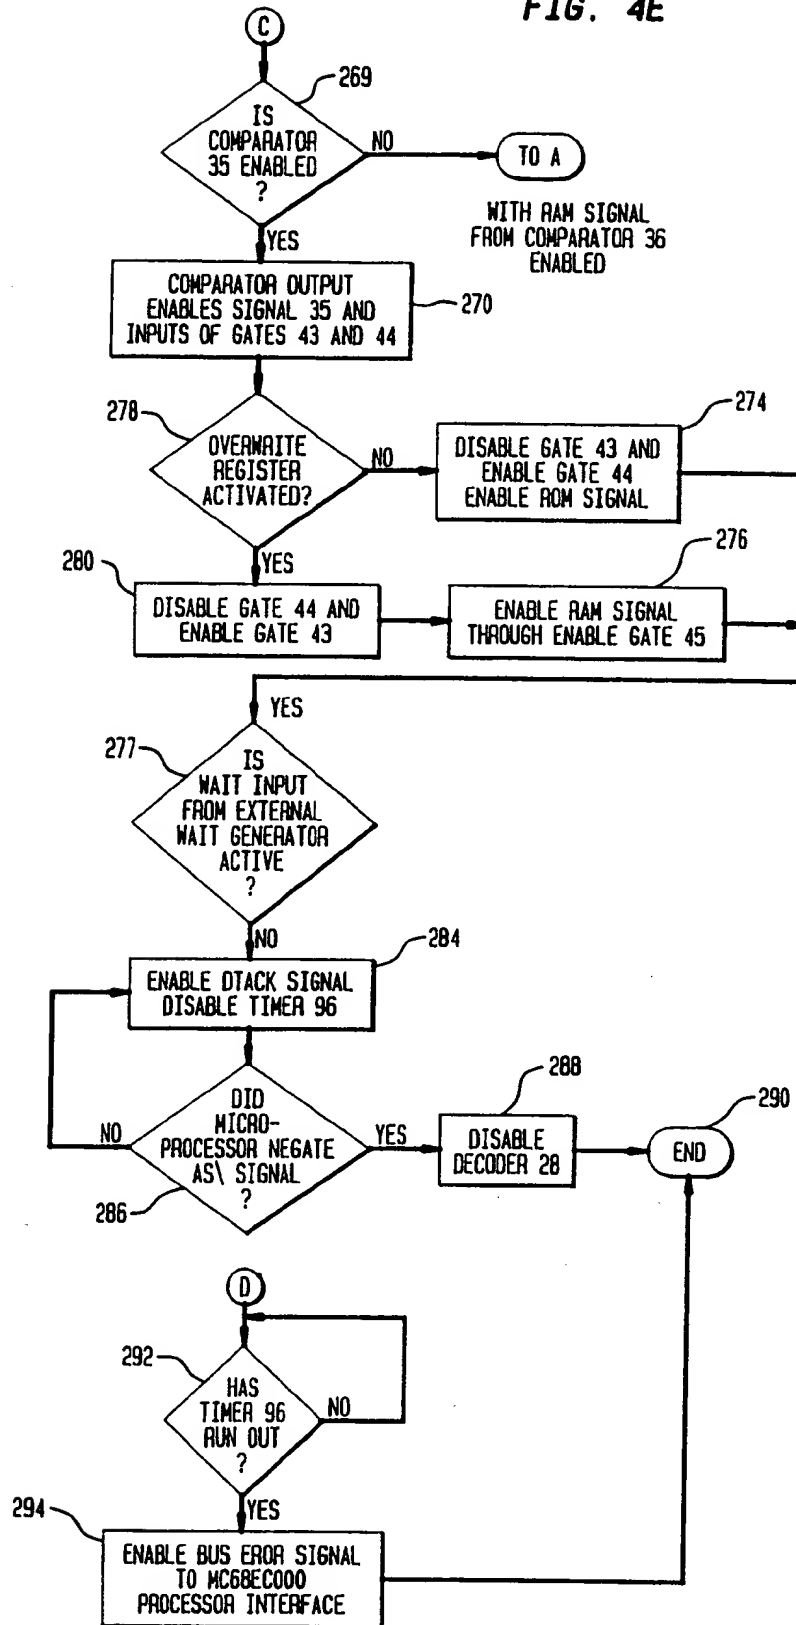 FIG. 4E
C
269
IS
COMPARATOR
35 ENABLED
?
NO
TO A
WITH RAM SIGNAL
FROM COMPARATOR 36
ENABLED
YES
COMPARATOR OUTPUT
ENABLES SIGNAL 35 AND
INPUTS OF GATES 43 AND 44
270
278
OVERWRITE
REGISTER
ACTIVATED?
NO
274
DISABLE GATE 43 AND
ENABLE GATE 44
ENABLE ROM SIGNAL
YES
280
DISABLE GATE 44 AND
ENABLE GATE 43
276
ENABLE RAM SIGNAL
THROUGH ENABLE GATE 45
YES
277
IS
WAIT INPUT
FROM EXTERNAL
WAIT GENERATOR
ACTIVE
?
NO
284
ENABLE DTACK SIGNAL
DISABLE TIMER 96
DID
MICRO-
PROCESSOR NEGATE
AS\ SIGNAL
?
NO
286
YES
288
DISABLE
DECODER 28
290
END
D
292
HAS
TIMER 96
RUN OUT
?
NO
YES
294
ENABLE BUS EROR SIGNAL
TO MC68EC000
PROCESSOR INTERFACE